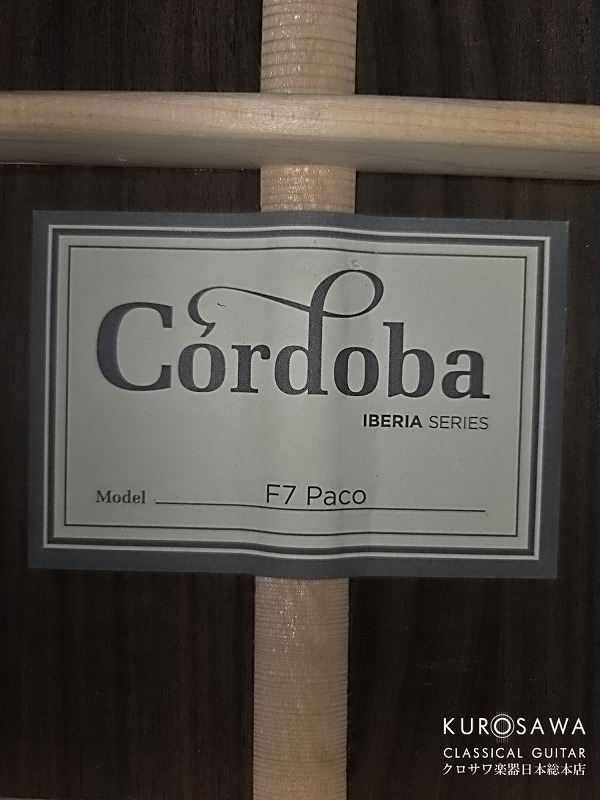 Córdoba
IBERIA SERIES
Model F7 Paco
KUROSAWA
CLASSICAL GUITAR
クロサワ楽器日本総本店